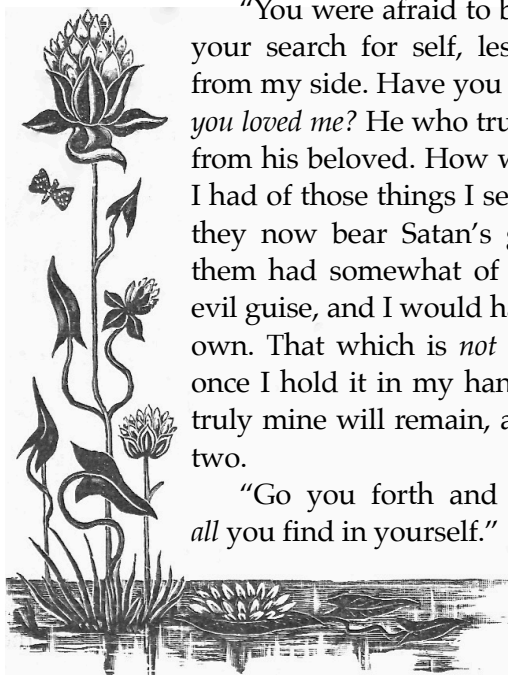 “You were afraid to b
your search for self, les
from my side. Have you
you loved me? He who tru
from his beloved. How w
I had of those things I se
they now bear Satan’s
them had somewhat of
evil guise, and I would ha
own. That which is not
once I hold it in my han
truly mine will remain, a
two.
“Go you forth and
all you find in yourself.”